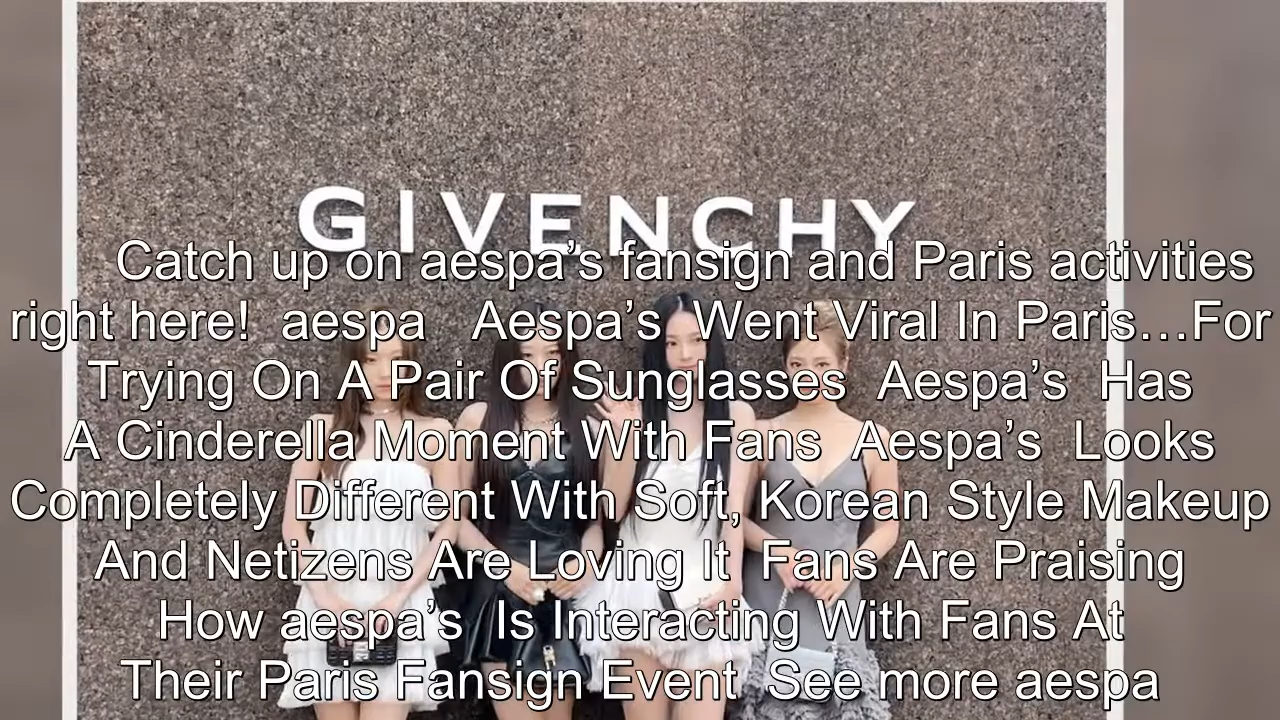 GIVENCHY
Catch up on aespa’s fansign and Paris activities
right here!  aespa   Aespa’s  Went Viral In Paris…For
Trying On A Pair Of Sunglasses  Aespa’s  Has
A Cinderella Moment With Fans  Aespa’s  Looks
Completely Different With Soft, Korean Style Makeup
And Netizens Are Loving It  Fans Are Praising
How aespa’s  Is Interacting With Fans At
Their Paris Fansign Event  See more aespa